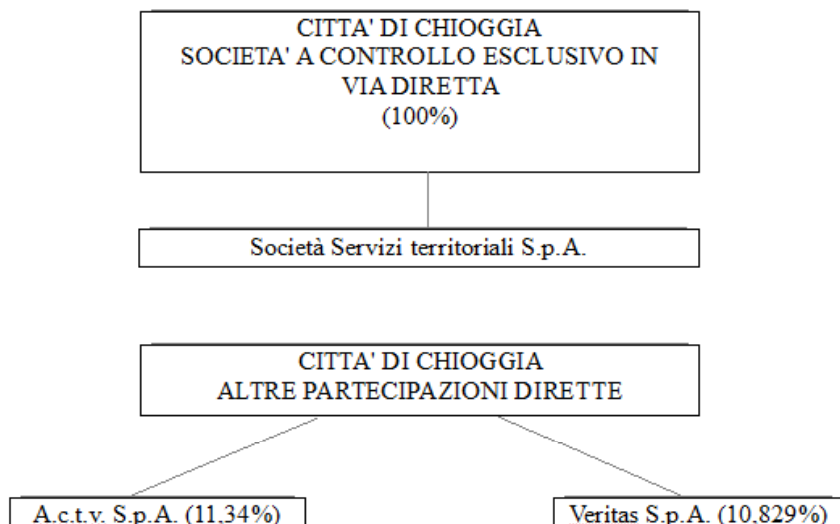 CITTA' DI CHIOGGIA
SOCIETA' A CONTROLLO ESCLUSIVO IN
VIA DIRETTA
(100%)
Società Servizi territoriali S.p.A.
CITTA' DI CHIOGGIA
ALTRE PARTECIPAZIONI DIRETTE
A.c.t.v. S.p.A. (11,34%)
Veritas S.p.A. (10,829%)